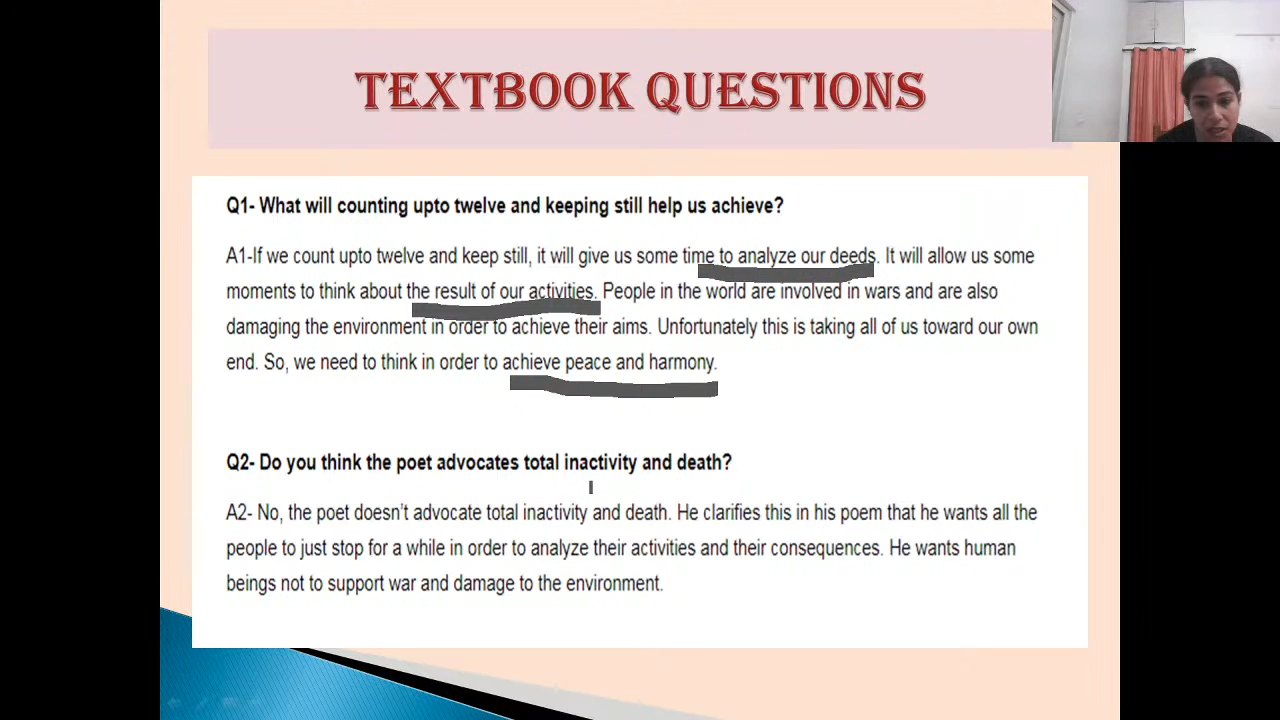 TEXTBOOK QUESTIONS
Q1- What will counting upto twelve and keeping still help us achieve?
A1-If we count upto twelve and keep still, it will give us some time to analyze our deeds. It will allow us some
moments to think about the result of our activities. People in the world are involved in wars and are also
damaging the environment in order to achieve their aims. Unfortunately this is taking all of us toward our own
end. So, we need to think in order to achieve peace and harmony.
Q2- Do you think the poet advocates total inactivity and death?
A2- No, the poet doesn't advocate total inactivity and death. He clarifies this in his poem that he wants all the
people to just stop for a while in order to analyze their activities and their consequences. He wants human
beings not to support war and damage to the environment.